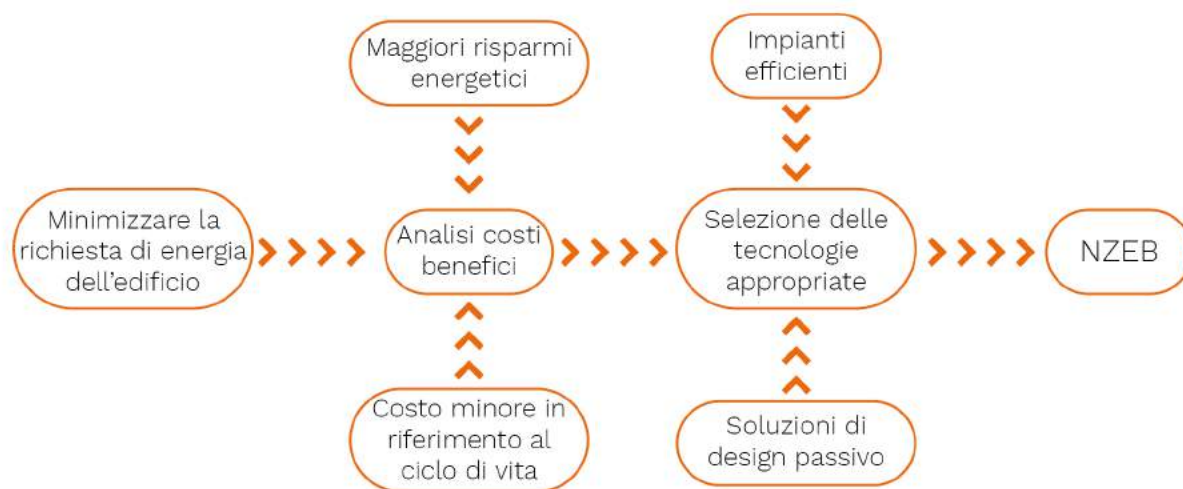 Maggiori risparmi
energetici
Impianti
efficienti
Minimizzare la
richiesta di energia
dell'edificio
Analisi costi
benefici
Selezione delle
tecnologie
appropriate
NZEB
Costo minore in
riferimento al
ciclo di vita
Soluzioni di
design passivo